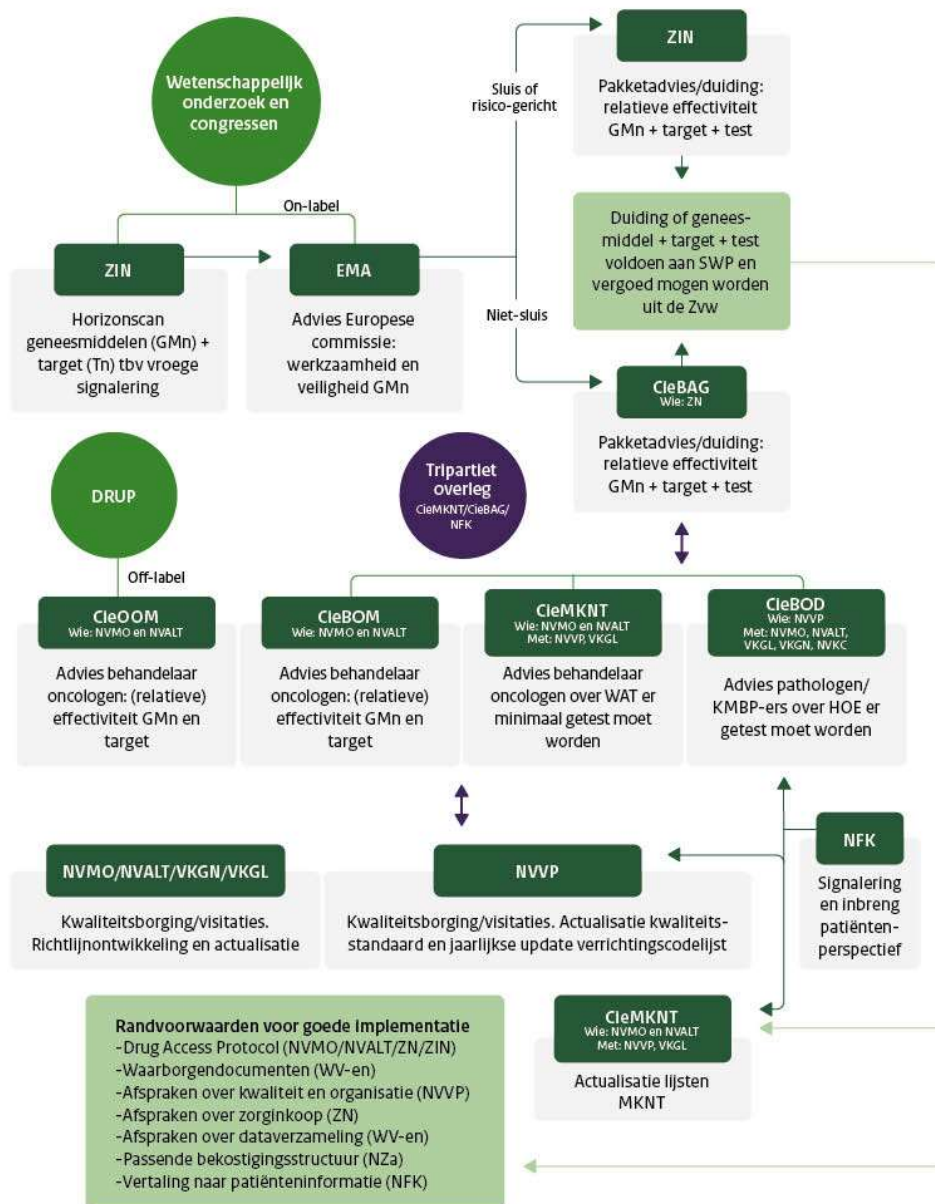 Wetenschappelijk
onderzoek en
congressen
On-label
Sluis of
risico-gericht
Niet-sluis
ZIN
Pakketadvies/duiding:
relatieve effectiviteit
GMn + target + test
Duiding of genees-
middel + target + test
voldoen aan SWP en
vergoed mogen worden
uit de Zvw
ZIN
Horizonscan
geneesmiddelen (GMn) +
target (Tn) tbv vroege
signalering
EMA
Advies Europese
commissie:
werkzaamheid en
veiligheid GMn
CieBAG
Wie: ZN
Pakketadvies/duiding:
relatieve effectiviteit
GMn + target + test
DRUP
Off-label
Tripartiet
overleg
CieMKNT/CieBAG/
NFK
CieOOM
Wie: NVMO en NVALT
Advies behandelaar
oncologen: (relatieve)
effectiviteit GMn en
target
CieBOM
Wie: NVMO en NVALT
Advies behandelaar
oncologen: (relatieve)
effectiviteit GMn en
target
CieMKNT
Wie: NVMO en NVALT
Met: NVVP, VKGL
Advies behandelaar
oncologen over WAT er
minimaal getest moet
worden
CieBOD
Wie: NVVP
Met: NVMO, NVALT,
VKGL, VKGN, NVKC
Advies pathologen/
KMBP-ers over HOE er
getest moet worden
NVMO/NVALT/VKGN/VKGL
Kwaliteitsborging/visitaties.
Richtlijnontwikkeling en actualisatie
NVVP
Kwaliteitsborging/visitaties. Actualisatie kwaliteits-
standaard en jaarlijkse update verrichtingscodelijst
NFK
Signalering
en inbreng
patiënten-
perspectief
CieMKNT
Wie: NVMO en NVALT
Met: NVVP, VKGL
Actualisatie lijsten
MKNT
Randvoorwaarden voor goede implementatie
-Drug Access Protocol (NVMO/NVALT/ZN/ZIN)
-Waarborgendocumenten (WV-en)
-Afspraken over kwaliteit en organisatie (NVVP)
-Afspraken over zorginkoop (ZN)
-Afspraken over dataverzameling (WV-en)
-Passende bekostigingsstructuur (NZa)
-Vertaling naar patiënteninformatie (NFK)